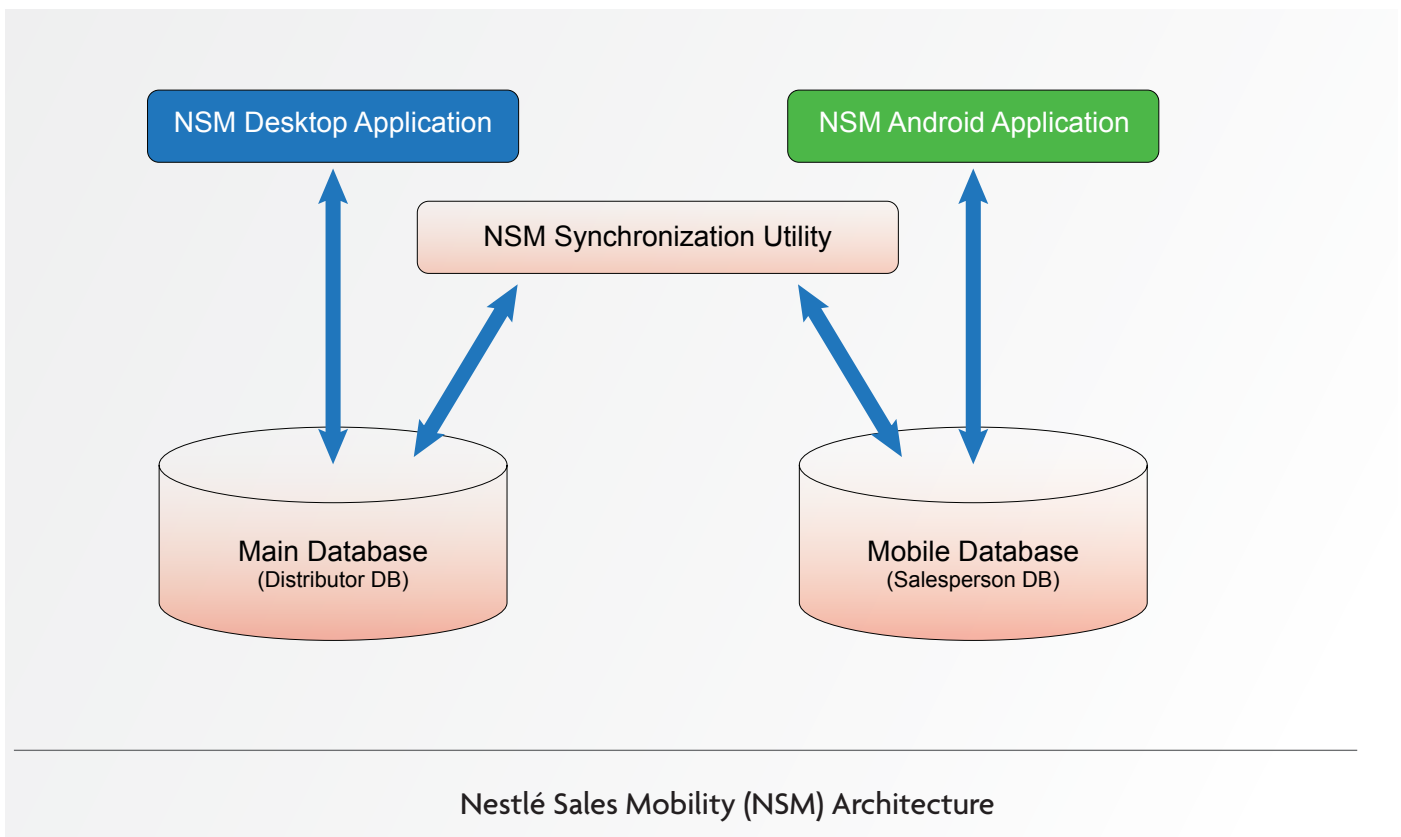 NSM Desktop Application
NSM Android Application
NSM Synchronization Utility
Main Database
(Distributor DB)
Mobile Database
(Salesperson DB)
Nestlé Sales Mobility (NSM) Architecture